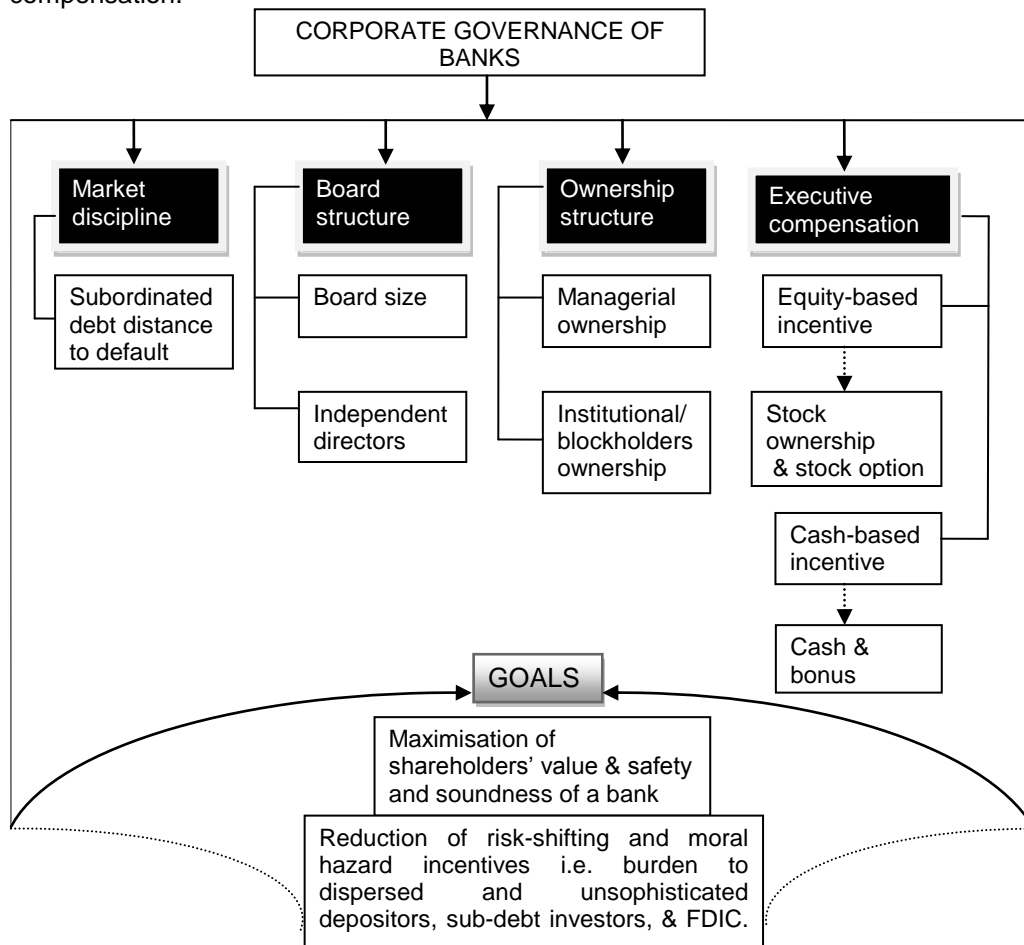 compensation.
CORPORATE GOVERNANCE OF
BANKS
Market
discipline
Board
structure
Ownership
structure
Executive
compensation
Subordinated
debt distance
to default
Board size
Managerial
ownership
Equity-based
incentive
Independent
directors
Institutional/
blockholders
ownership
Stock
ownership
& stock option
Cash-based
incentive
Cash &
bonus
GOALS
Maximisation of
shareholders’ value & safety
and soundness of a bank
Reduction of risk-shifting and moral
hazard incentives i.e. burden to
dispersed and unsophisticated
depositors, sub-debt investors, & FDIC.